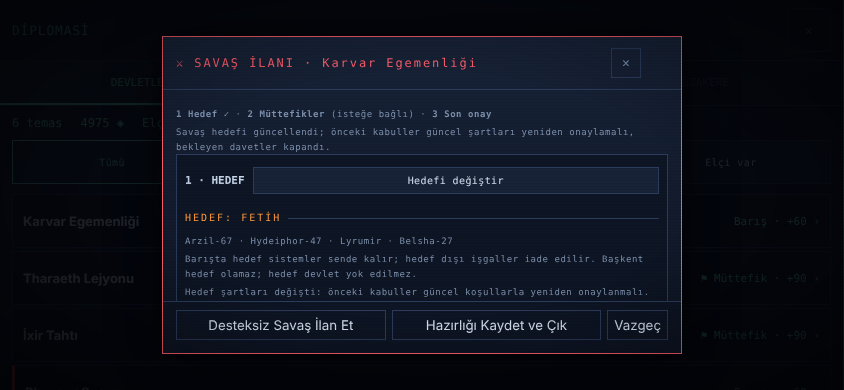 DİPLOMASİ
×
⚔ SAVAŞ İLANI · Karvar Egemenliği
×
DEVLETLE
6 temas 4975 ◆ Elç
1 Hedef ✓ · 2 Müttefikler (isteğe bağlı) · 3 Son onay
Savaş hedefi güncellendi; önceki kabuller güncel şartları yeniden onaylamalı,
bekleyen davetler kapandı.
Tümü
Elçi var
1 · HEDEF
Hedefi değiştir
HEDEF: FETİH
Karvar Egemenliği
Barış · +60 ›
Arzil-67 · Hydeiphor-47 · Lyrumir · Belsha-27
Barışta hedef sistemler sende kalır; hedef dışı işgaller iade edilir. Başkent
hedef olamaz; hedef devlet yok edilmez.
Tharaeth Lejyonu
⚑ Müttefik · +90 ›
Hedef şartları değişti: önceki kabuller güncel koşullarla yeniden onaylanmalı.
İxir Tahtı
⚑ Müttefik · +90 ›
Desteksiz Savaş İlan Et
Hazırlığı Kaydet ve Çık
Vazgeç